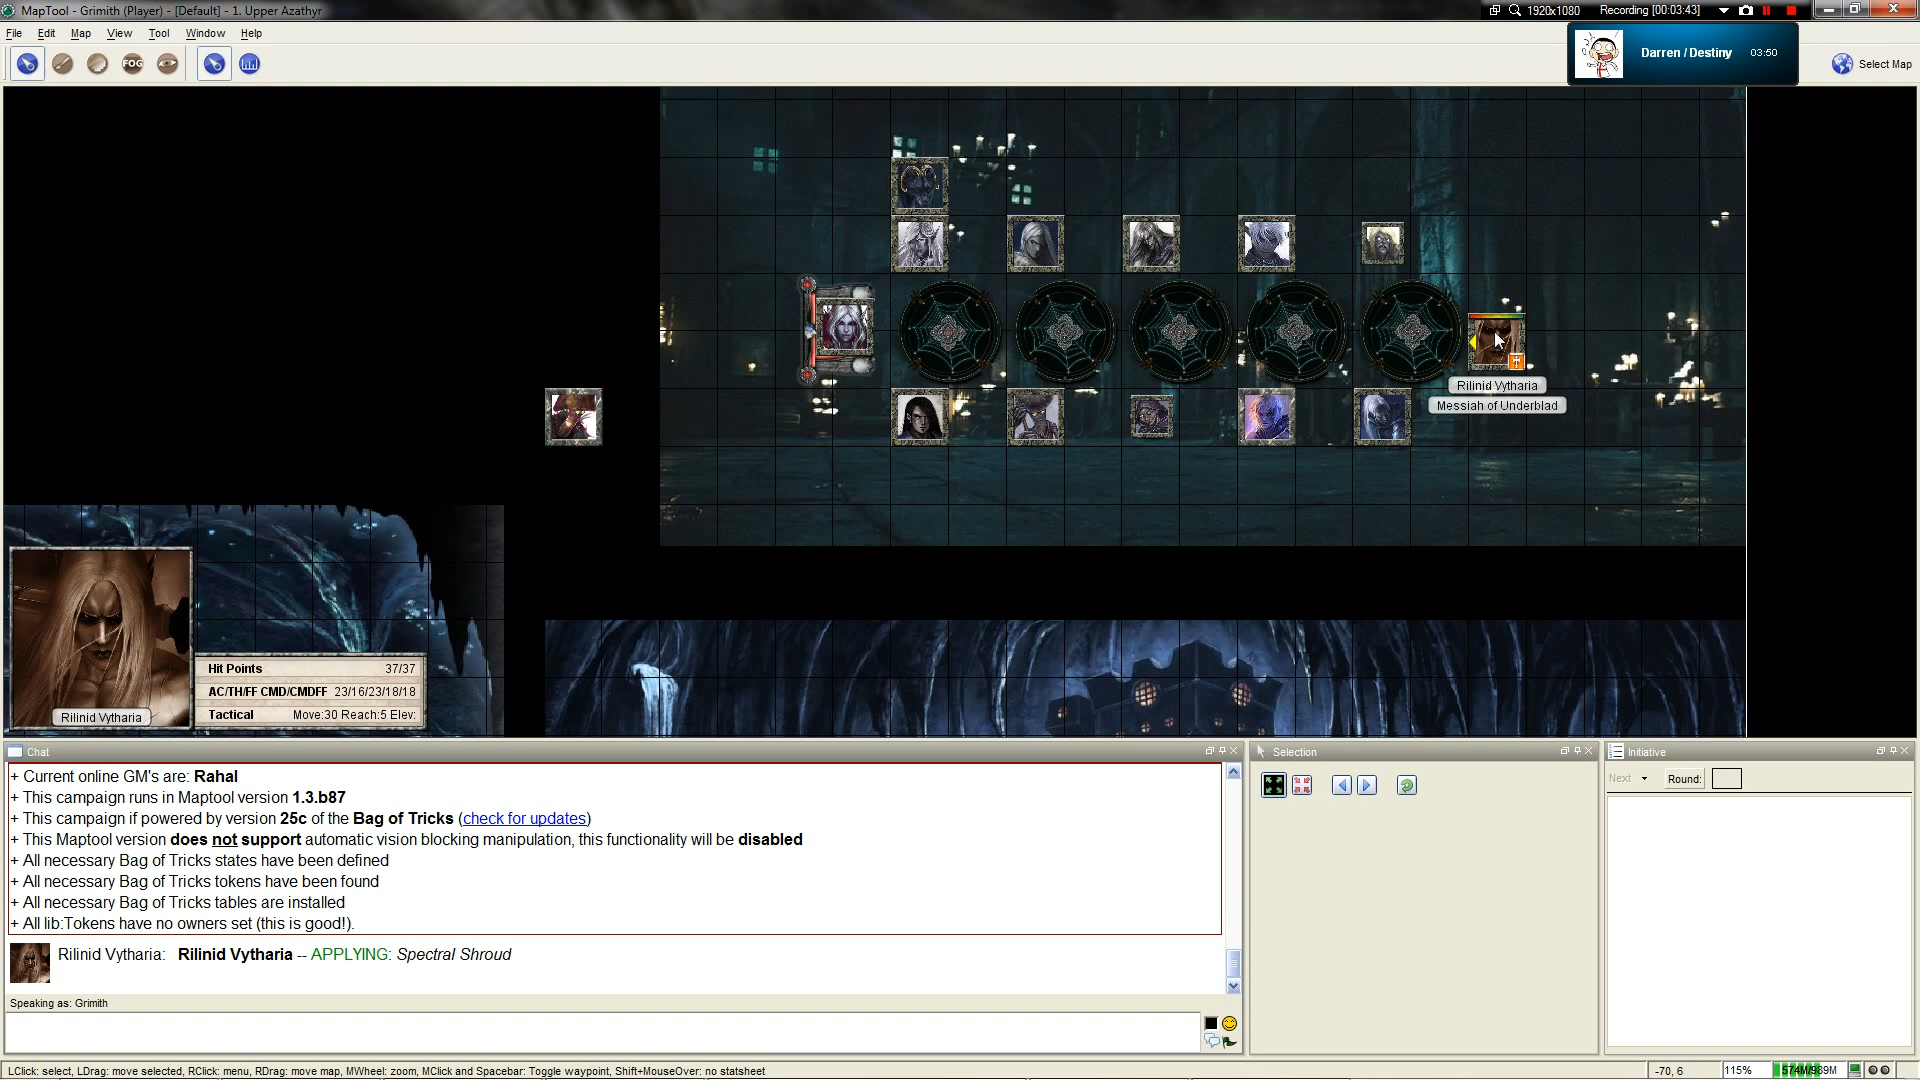 MapTool - Grimith (Player) - [Default] - 1. Upper Azathyr
1920x1080 Recording [00:03:43]
File Edit Map View Tool Window Help
FOG
Darren / Destiny 03:50
Select Map
Rilinid Vytharia
Messiah of Underblad
Rilinid Vytharia
Hit Points 37/37
AC/TH/FF CMD/CMDFF 23/16/23/18/18
Tactical Move:30 Reach:5 Elev:
Chat
+ Current online GM's are: Rahal
+ This campaign runs in Maptool version 1.3.b87
+ This campaign if powered by version 25c of the Bag of Tricks (check for updates)
+ This Maptool version does not support automatic vision blocking manipulation, this functionality will be disabled
+ All necessary Bag of Tricks states have been defined
+ All necessary Bag of Tricks tokens have been found
+ All necessary Bag of Tricks tables are installed
+ All lib:Tokens have no owners set (this is good!).
Rilinid Vytharia: Rilinid Vytharia -- APPLYING: Spectral Shroud
Speaking as: Grimith
Selection
Initiative
Next Round:
LClick: select, LDrag: move selected, RClick: menu, RDrag: move map, MWheel: zoom, MClick and Spacebar: Toggle waypoint, Shift+MouseOver: no statsheet
-70, 6 115% 574M/989M